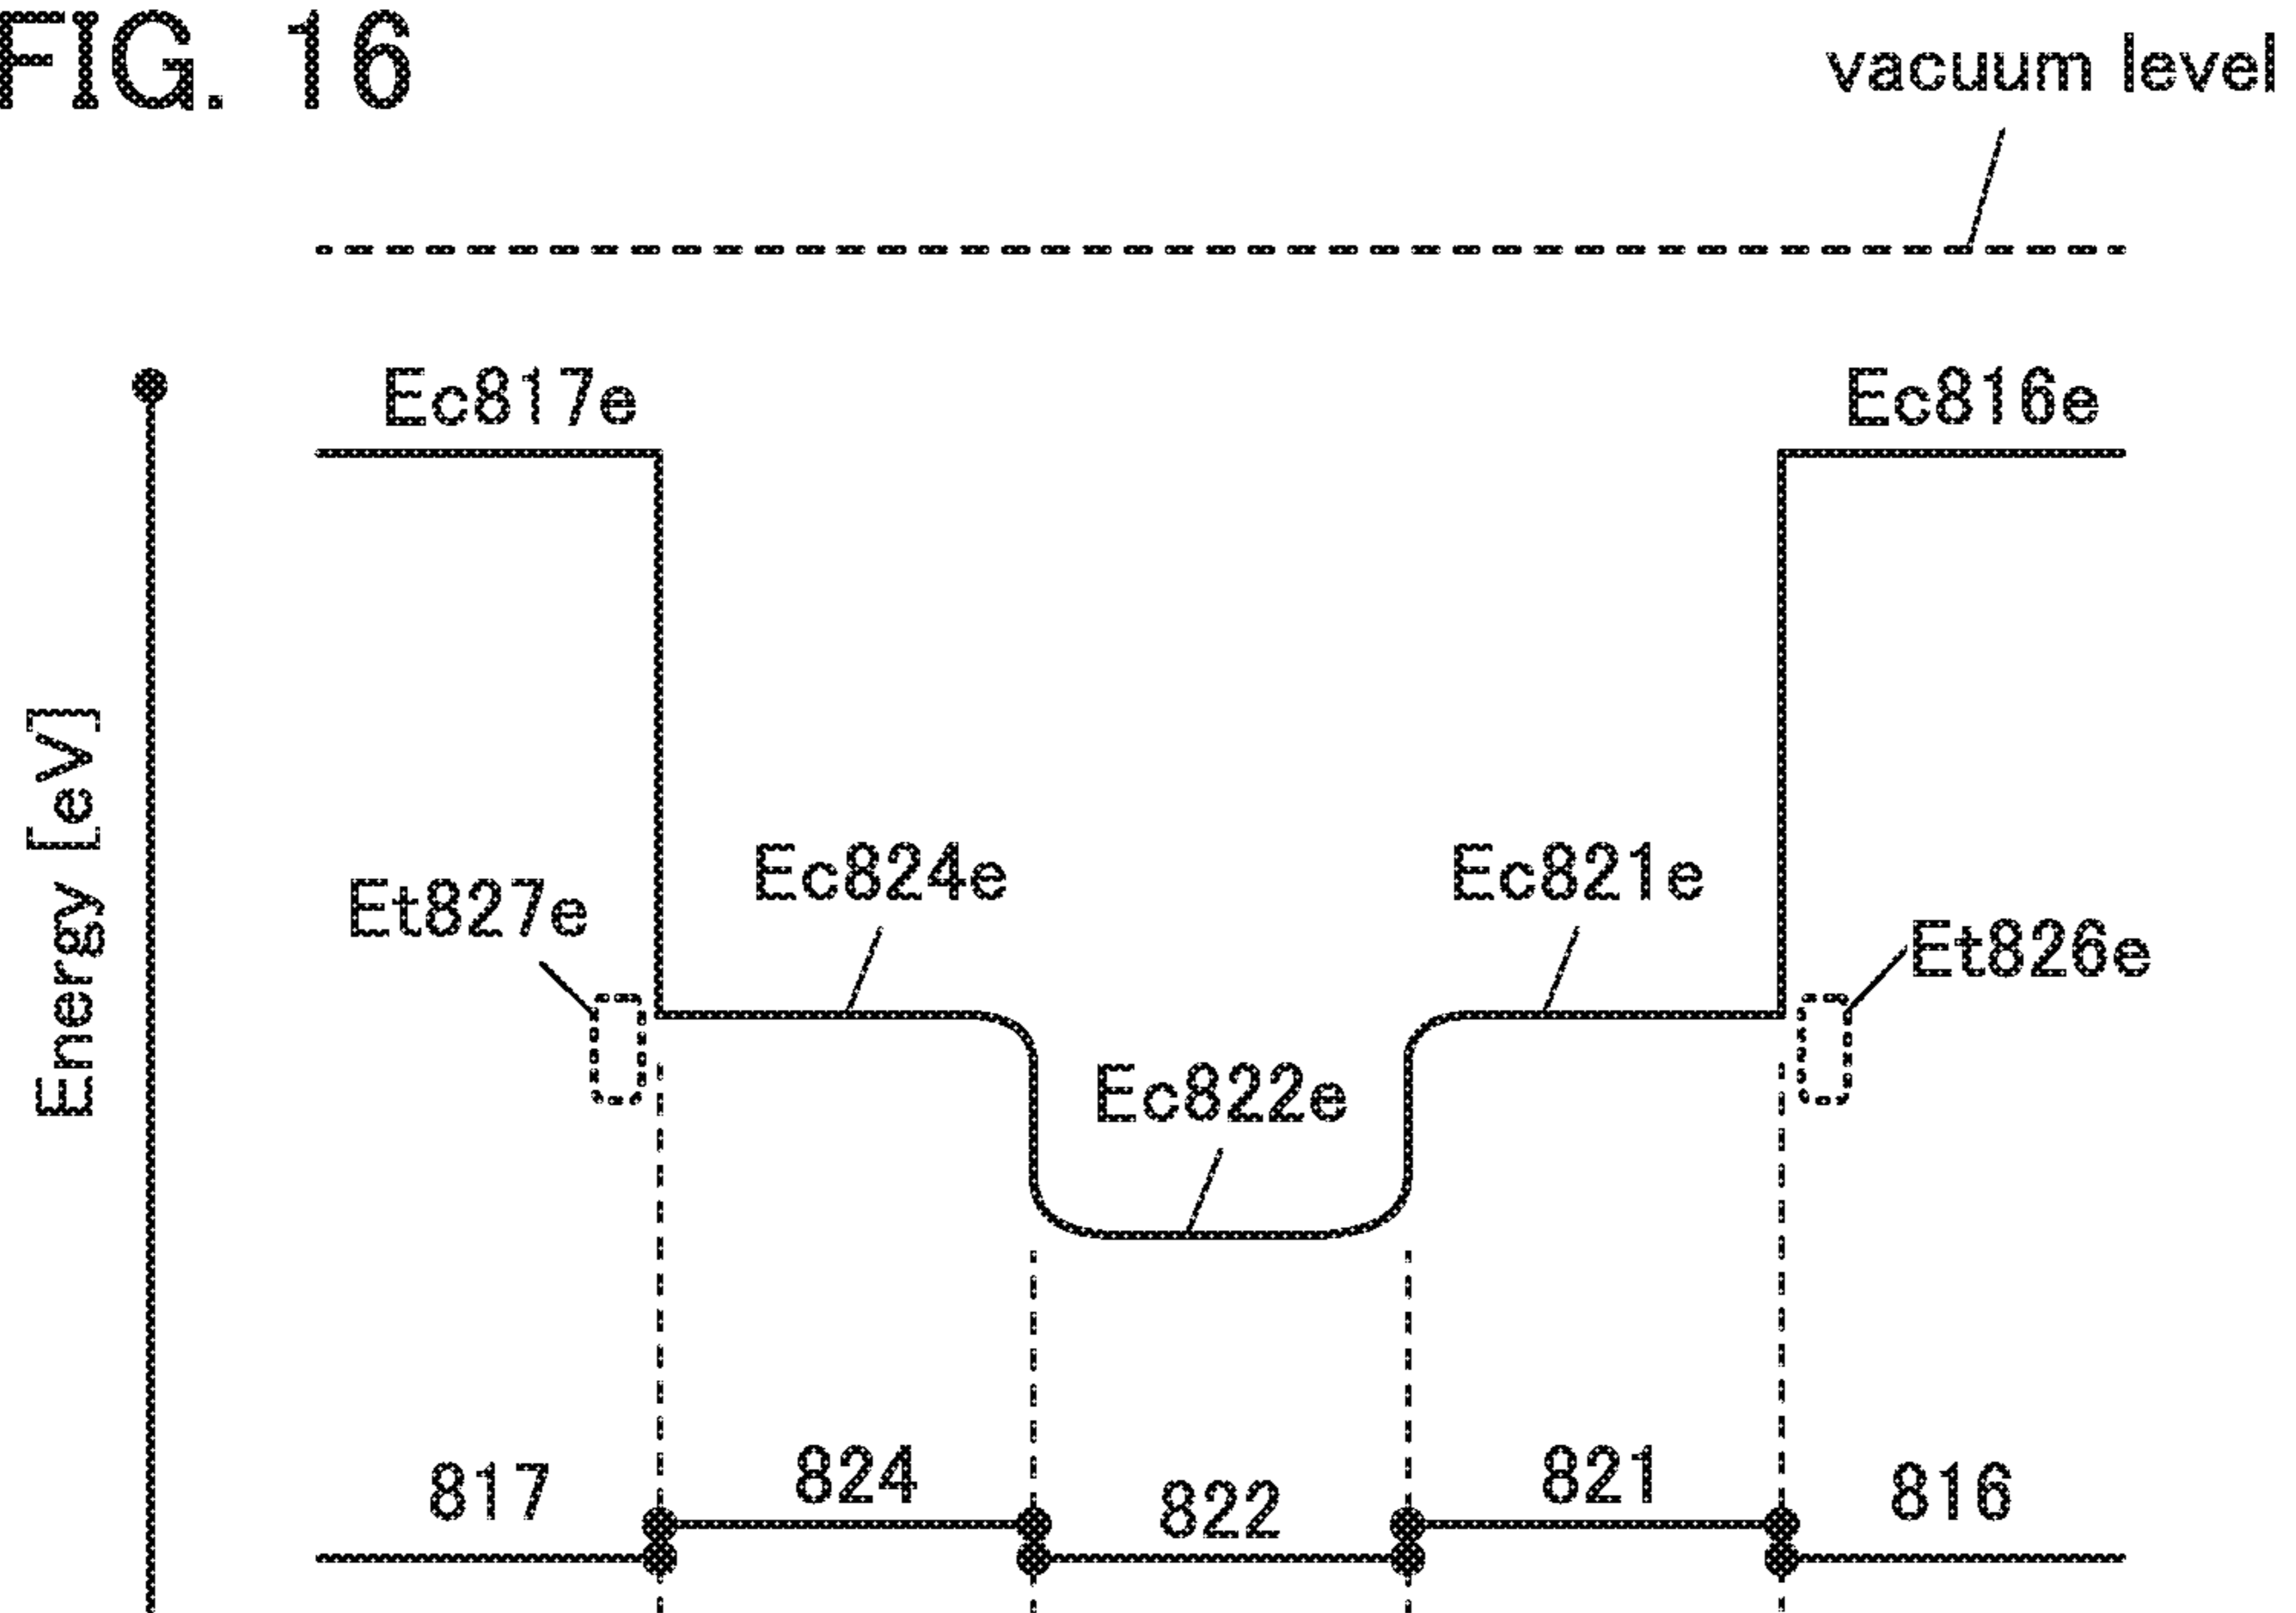 FIG. 16
vacuum level
Ec817e
Ec816e
Energy [eV]
Ec824e
Ec821e
Et827e
Et826e
Ec822e
817
824
822
821
816